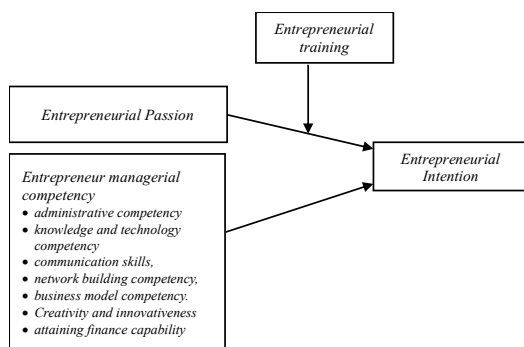 Entrepreneurial
training
Entrepreneurial Passion
Entrepreneurial
Intention
Entrepreneur managerial
competency
• administrative competency
• knowledge and technology
competency
• communication skills,
• network building competency,
• business model competency.
• Creativity and innovativeness
• attaining finance capability